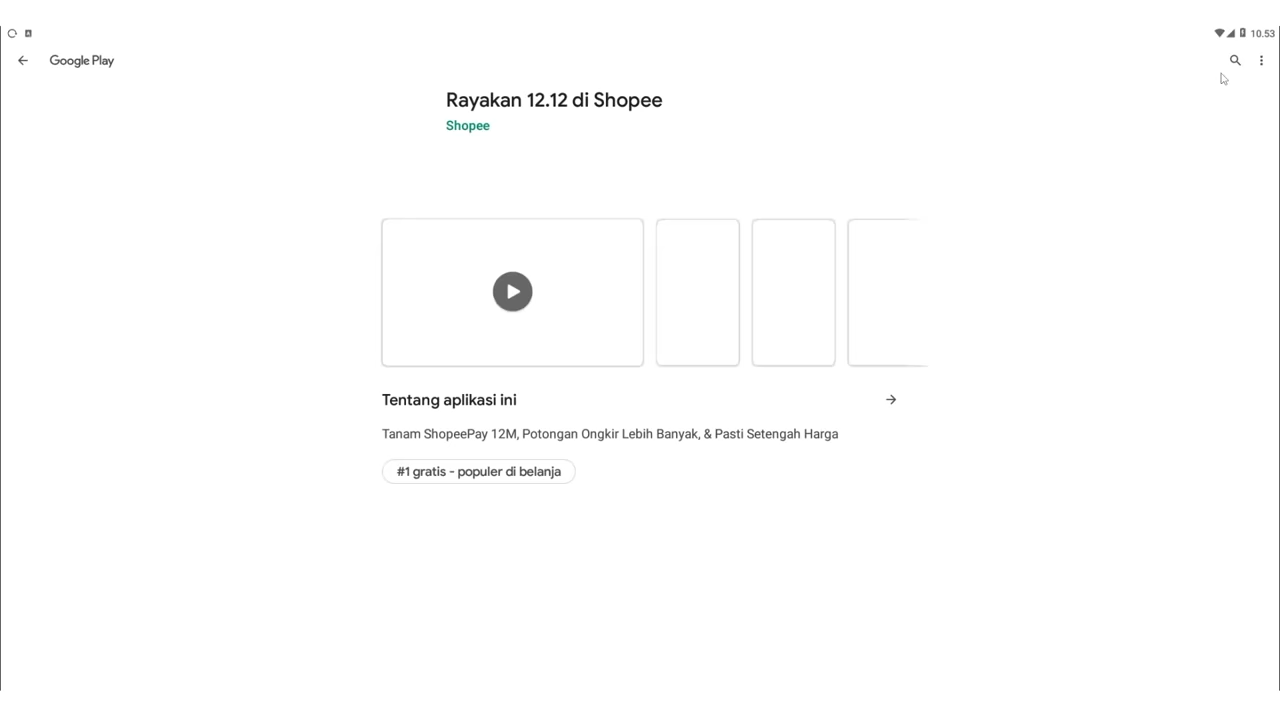 10.53
Google Play
Rayakan 12.12 di Shopee
Shopee
Tentang aplikasi ini
Tanam ShopeePay 12M, Potongan Ongkir Lebih Banyak, & Pasti Setengah Harga
#1 gratis - populer di belanja